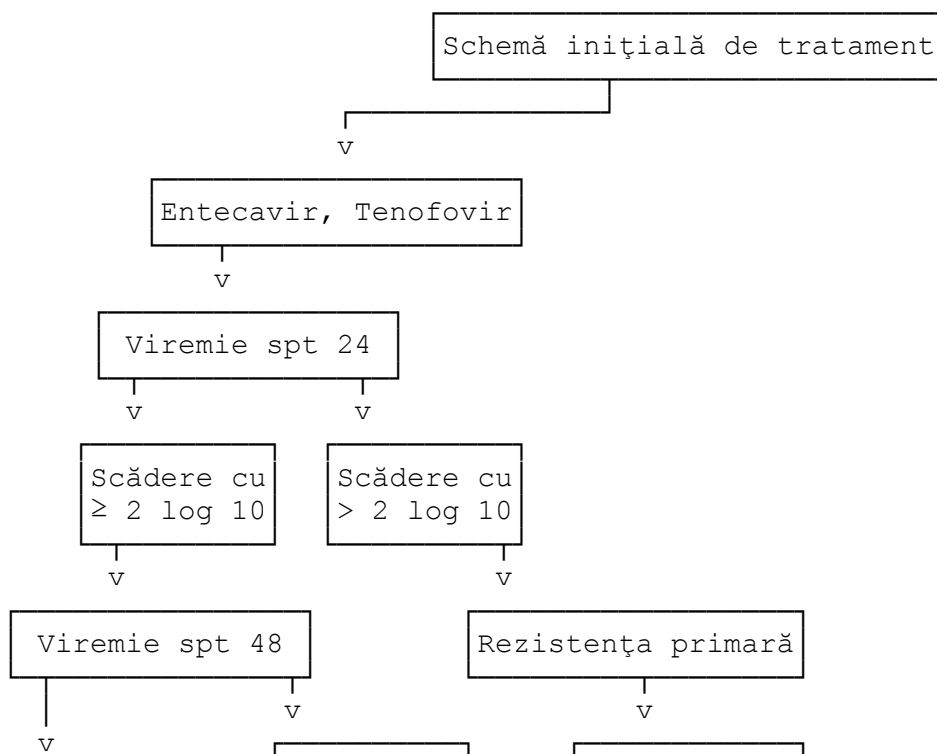 Schemă iniţială de tratament
v
Entecavir, Tenofovir
v
Viremie spt 24
v v
Scădere cu Scădere cu
≥ 2 log 10 > 2 log 10
v v
Viremie spt 48 Rezistenţa primară
v v
v